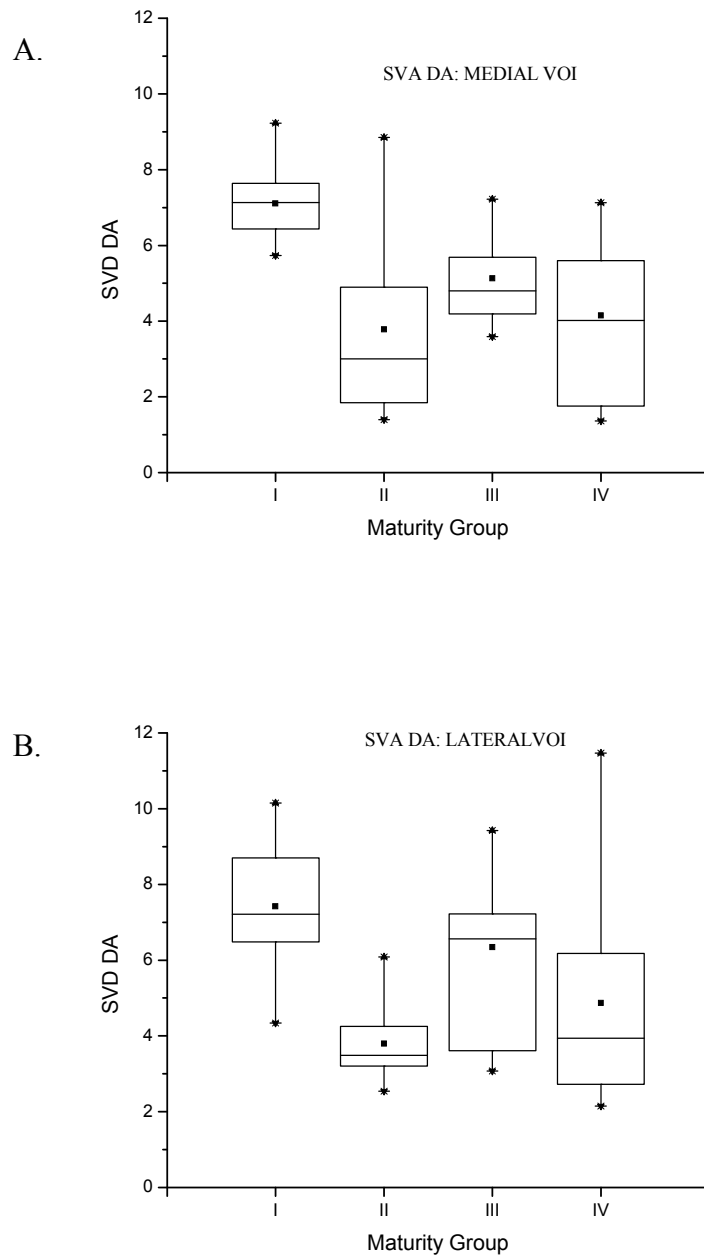 A.
SVA DA: MEDIAL VOI
12
10
8
6
4
2
0
SVD DA
I II III IV
Maturity Group
B.
SVA DA: LATERALVOI
12
10
8
6
4
2
0
SVD DA
I II III IV
Maturity Group